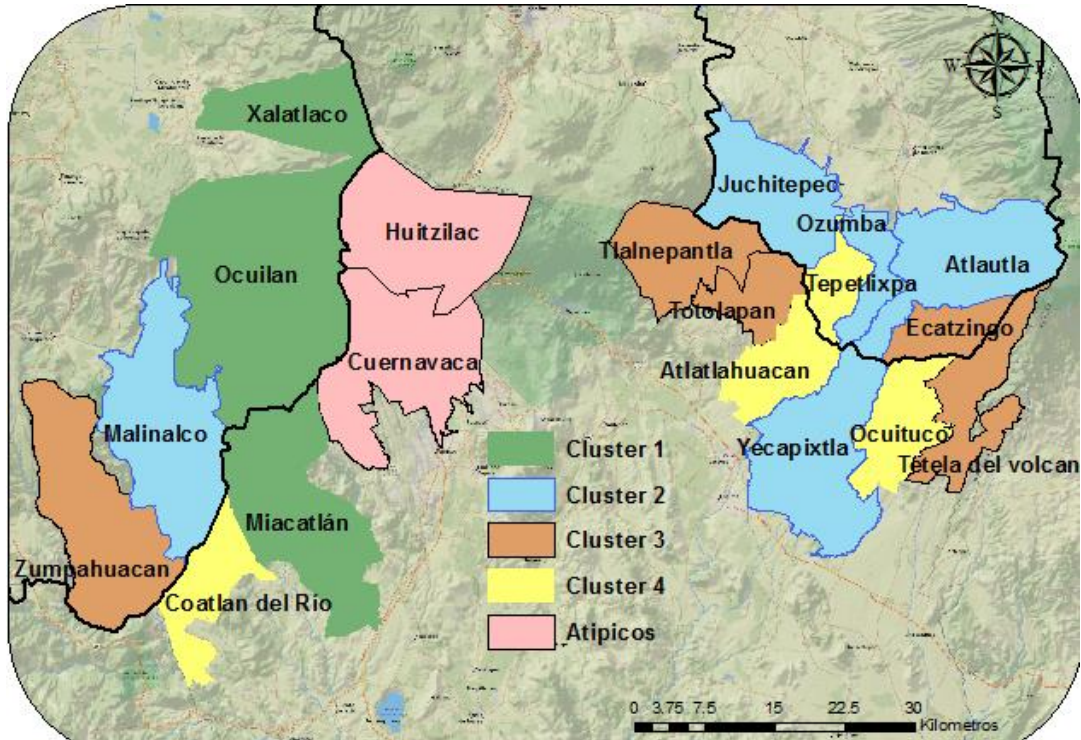 N
W
E
S
Xalatlaco
Huitzilac
Juchitepec
Ozumba
Tlalnepantla
Atlautla
Ocuilan
Tepetlixpa
Totolapan
Ecatzingo
Cuernavaca
Atlatlahuacan
Malinalco
Yecapixtla
Ocuituco
Tetela del volcan
Miacatlán
Zumpahuacan
Coatlan del Río
Cluster 1
Cluster 2
Cluster 3
Cluster 4
Atipicos
0 3.75 7.5 15 22.5 30
Kilometros